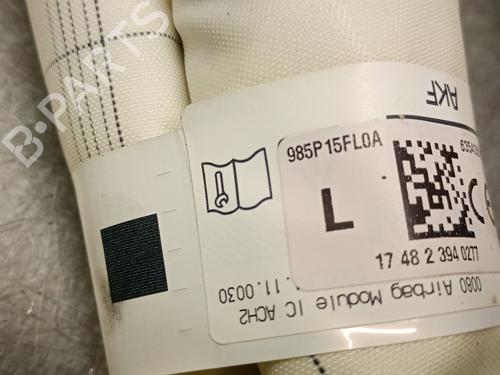 B-PARTS
AKF
985P15FL0A
L
17 48 2 394 0277
0080 Airbag Module IC ACH2
.11.0030